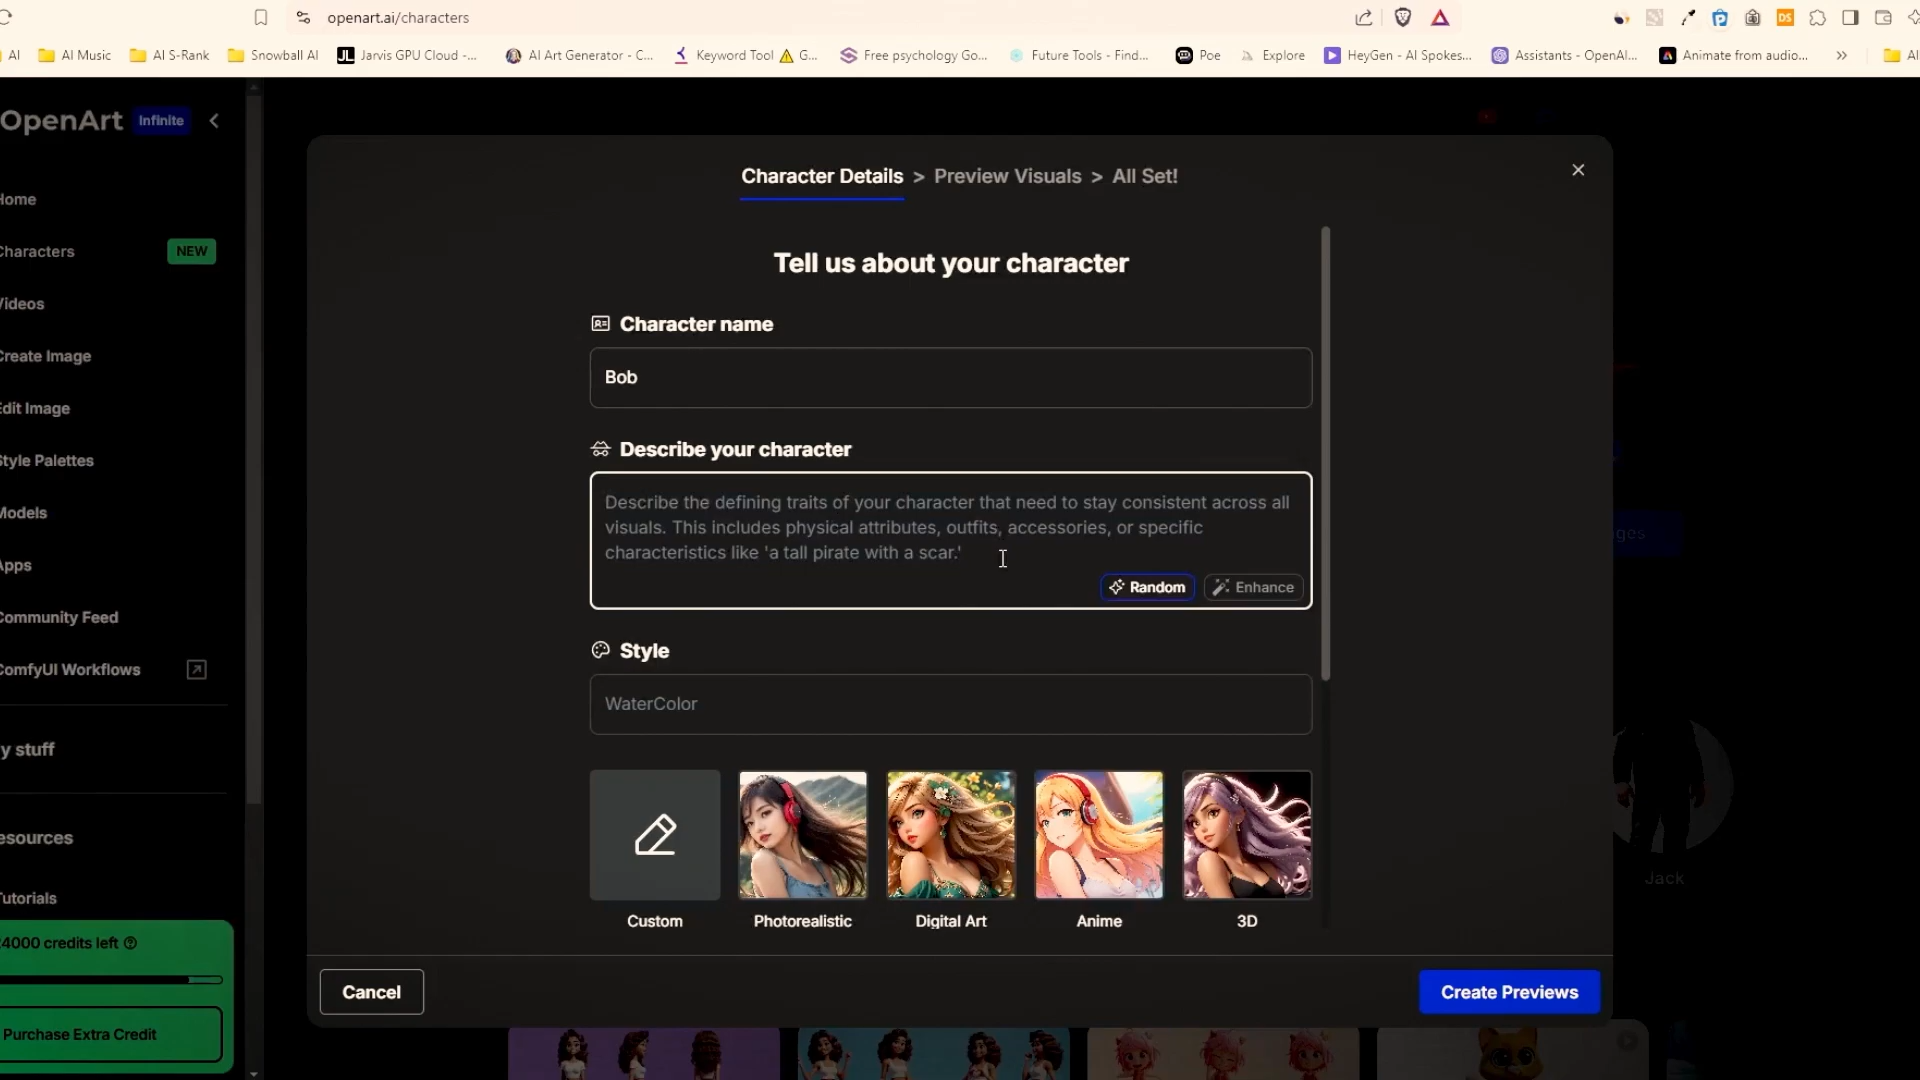 openart.ai/characters
AI
AI Music
AI S-Rank
Snowball AI
JL Jarvis GPU Cloud -...
AI Art Generator - C...
Keyword Tool ⚠ G...
Free psychology Go...
Future Tools - Find...
Poe
Explore
HeyGen - AI Spokes...
Assistants - OpenAI...
Animate from audio...
»
OpenArt Infinite
Home
Characters NEW
Videos
Create Image
Edit Image
Style Palettes
Models
Apps
Community Feed
ComfyUI Workflows
y stuff
esources
Tutorials
4000 credits left
Purchase Extra Credit
Character Details > Preview Visuals > All Set!
Tell us about your character
Character name
Bob
Describe your character
Describe the defining traits of your character that need to stay consistent across all
visuals. This includes physical attributes, outfits, accessories, or specific
characteristics like 'a tall pirate with a scar.'
Random Enhance
Style
WaterColor
Custom Photorealistic Digital Art Anime 3D
Cancel Create Previews
Jack